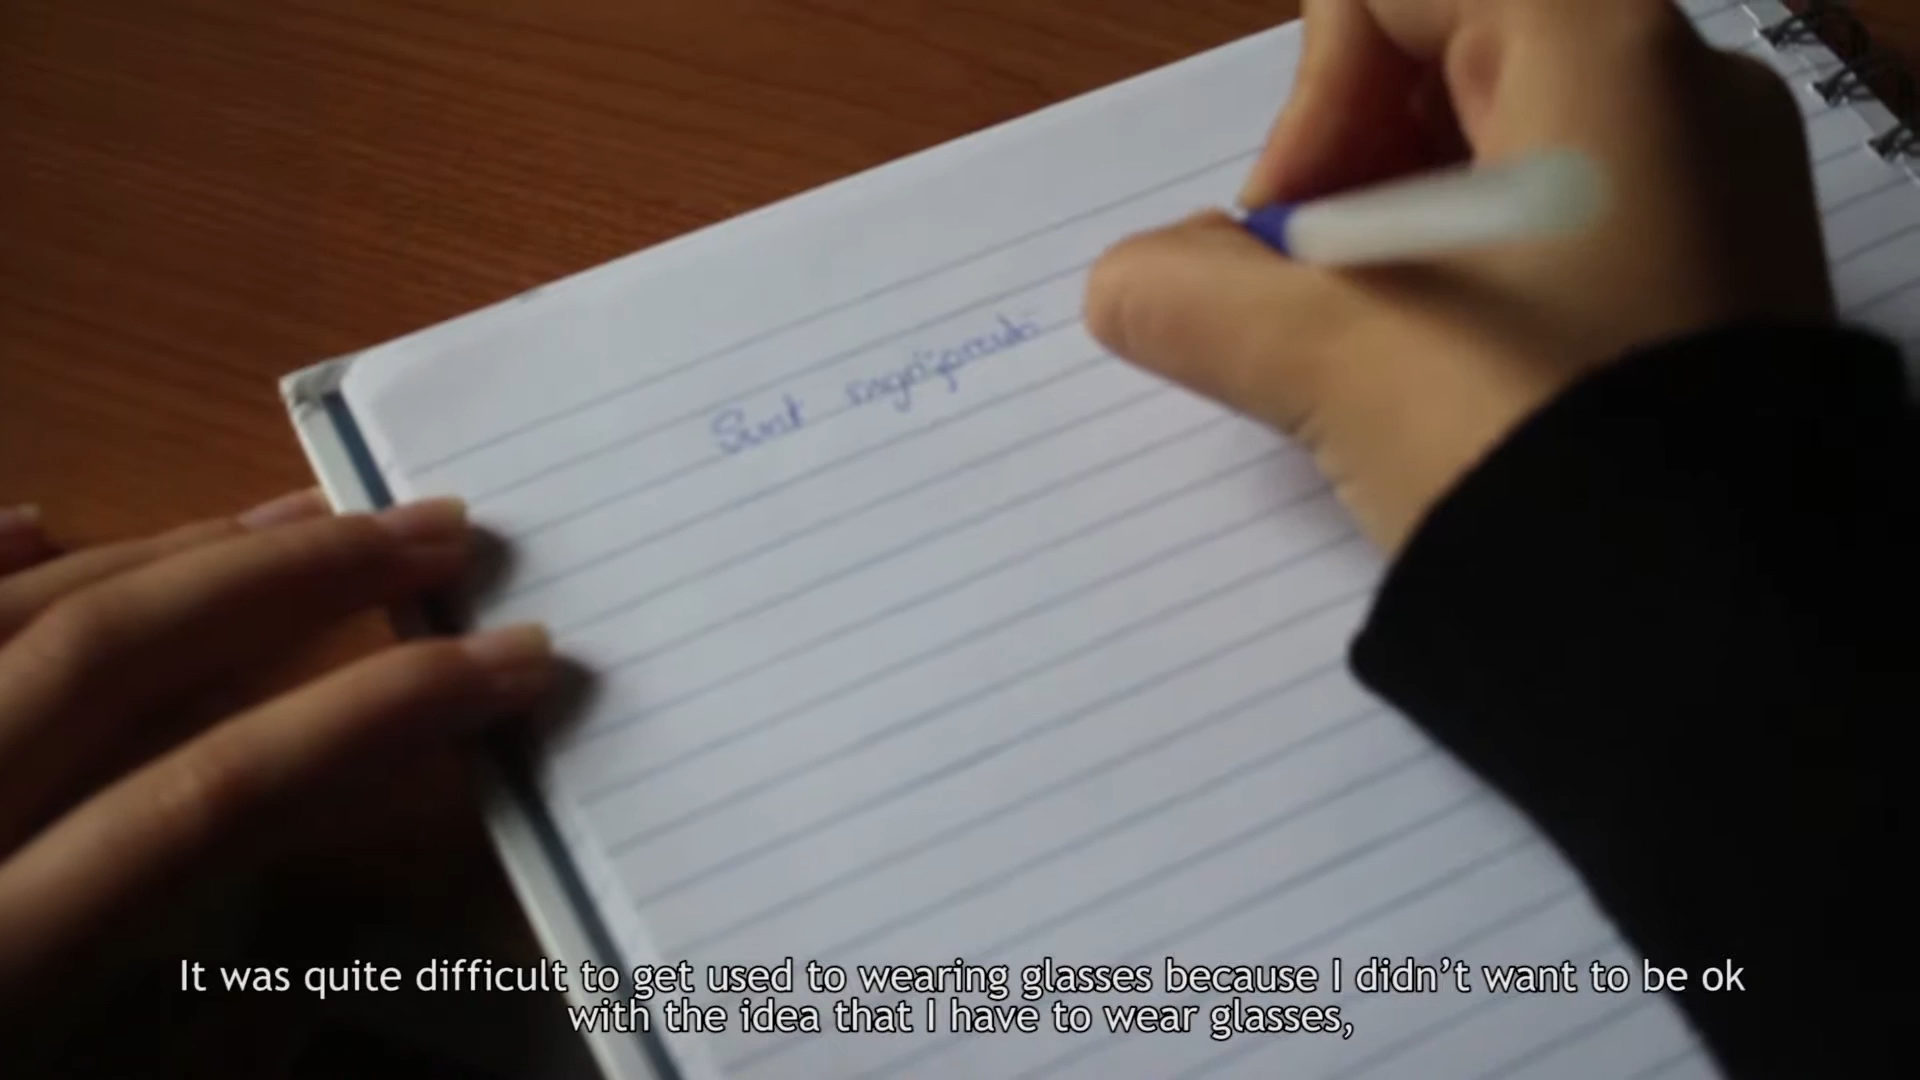 Sunt
It was quite difficult to get used to wearing glasses because I didn't want to be ok
with the idea that I have to wear glasses,